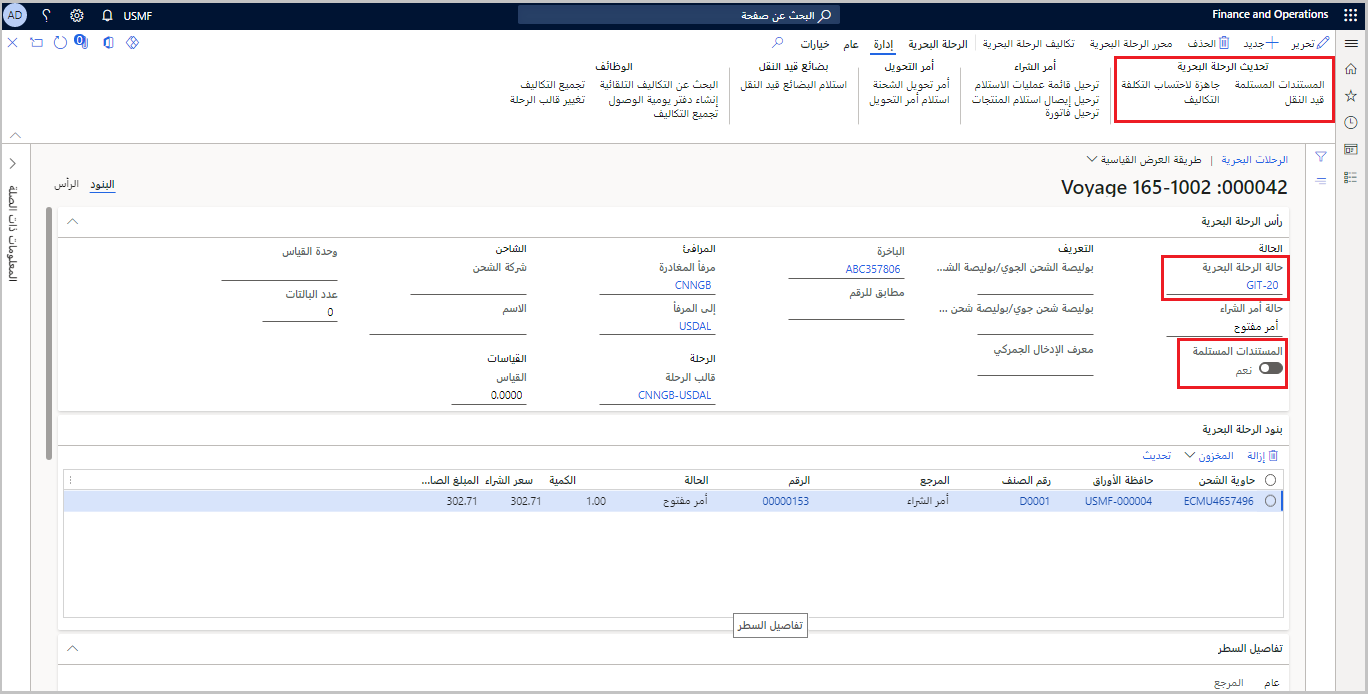 Finance and Operations
البحث عن صفحة
USMF
AD
تحرير
جديد
الحذف
محرر الرحلة البحرية
تكاليف الرحلة البحرية
الرحلة البحرية
إدارة
عام
خيارات
0
تحديث الرحلة البحرية
المستندات المستلمة
جاهزة لاحتساب التكلفة
قيد النقل
التكاليف
أمر الشراء
ترحيل قائمة عمليات الاستلام
ترحيل إيصال استلام المنتجات
ترحيل فاتورة
أمر التحويل
أمر تحويل الشحنة
استلام أمر التحويل
بضائع قيد النقل
استلام البضائع قيد النقل
الوظائف
البحث عن التكاليف التلقائية
تجميع التكاليف
إنشاء دفتر يومية الوصول
تغيير قالب الرحلة
تجميع التكاليف
الرحلات البحرية | طريقة العرض القياسية
Voyage 165-1002 :000042
البنود
الرأس
المعلومات ذات الصلة
رأس الرحلة البحرية
الحالة
حالة الرحلة البحرية
GIT-20
حالة أمر الشراء
أمر مفتوح
المستندات المستلمة
نعم
التعريف
بوليصة الشحن الجوي/بوليصة الش...
بوليصة شحن جوي/بوليصة شحن ...
معرف الإدخال الجمركي
الباخرة
ABC357806
مطابق للرقم
المرافئ
مرفأ المغادرة
CNNGB
إلى المرفأ
USDAL
الرحلة
قالب الرحلة
CNNGB-USDAL
الشاحن
شركة الشحن
الاسم
القياسات
القياس
0.0000
وحدة القياس
عدد البالتات
0
بنود الرحلة البحرية
إزالة
المخزون
تحديث
حاوية الشحن	حافظة الأوراق	رقم الصنف	المرجع	الرقم	الحالة	الكمية	سعر الشراء	المبلغ الصا...
ECMU4657496	USMF-000004	D0001	أمر الشراء	00000153	أمر مفتوح	1.00	302.71	302.71
تفاصيل السطر
تفاصيل السطر
عام
المرجع